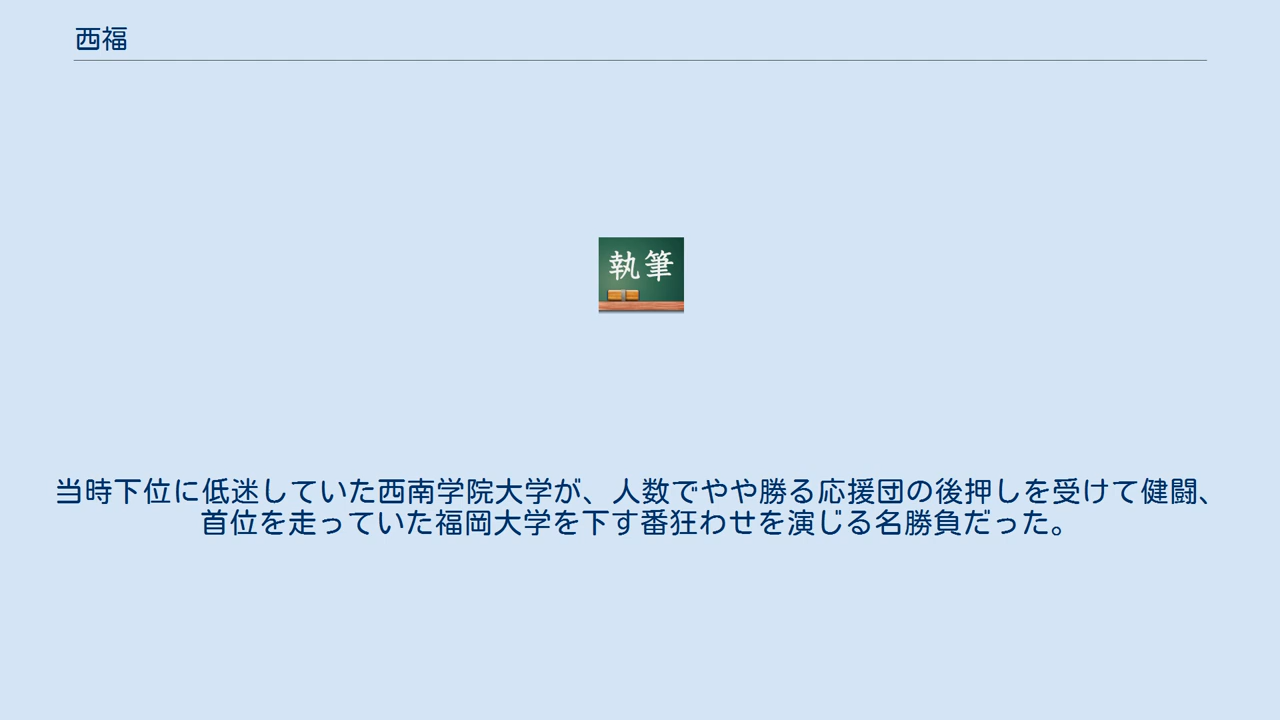 西福
執筆
当時下位に低迷していた西南学院大学が、人数でやや勝る応援団の後押しを受けて健闘、
首位を走っていた福岡大学を下す番狂わせを演じる名勝負だった。